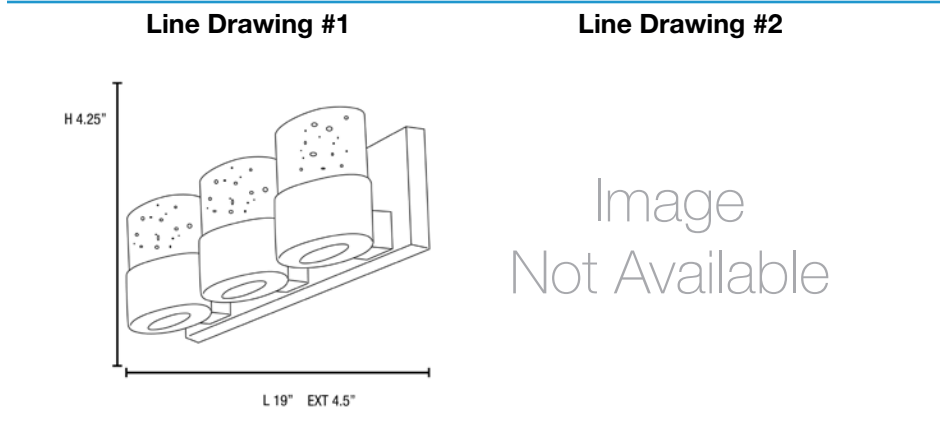 Line Drawing #1
Line Drawing #2
H 4.25"
Image
Not Available
L 19" EXT 4.5"